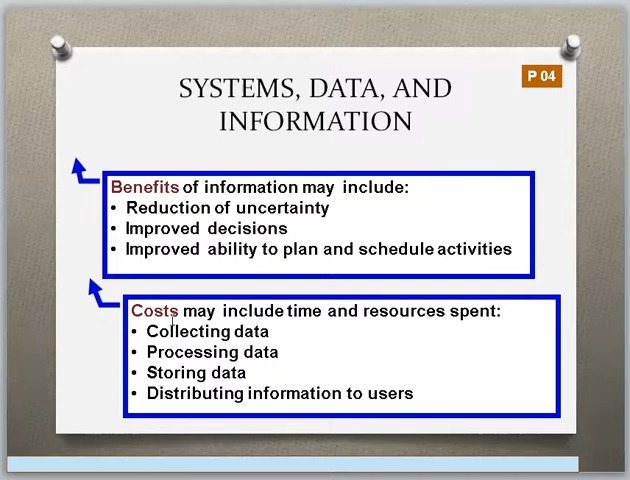 P 04
SYSTEMS, DATA, AND
INFORMATION
Benefits of information may include:
• Reduction of uncertainty
• Improved decisions
• Improved ability to plan and schedule activities
Costs may include time and resources spent:
• Collecting data
• Processing data
• Storing data
• Distributing information to users